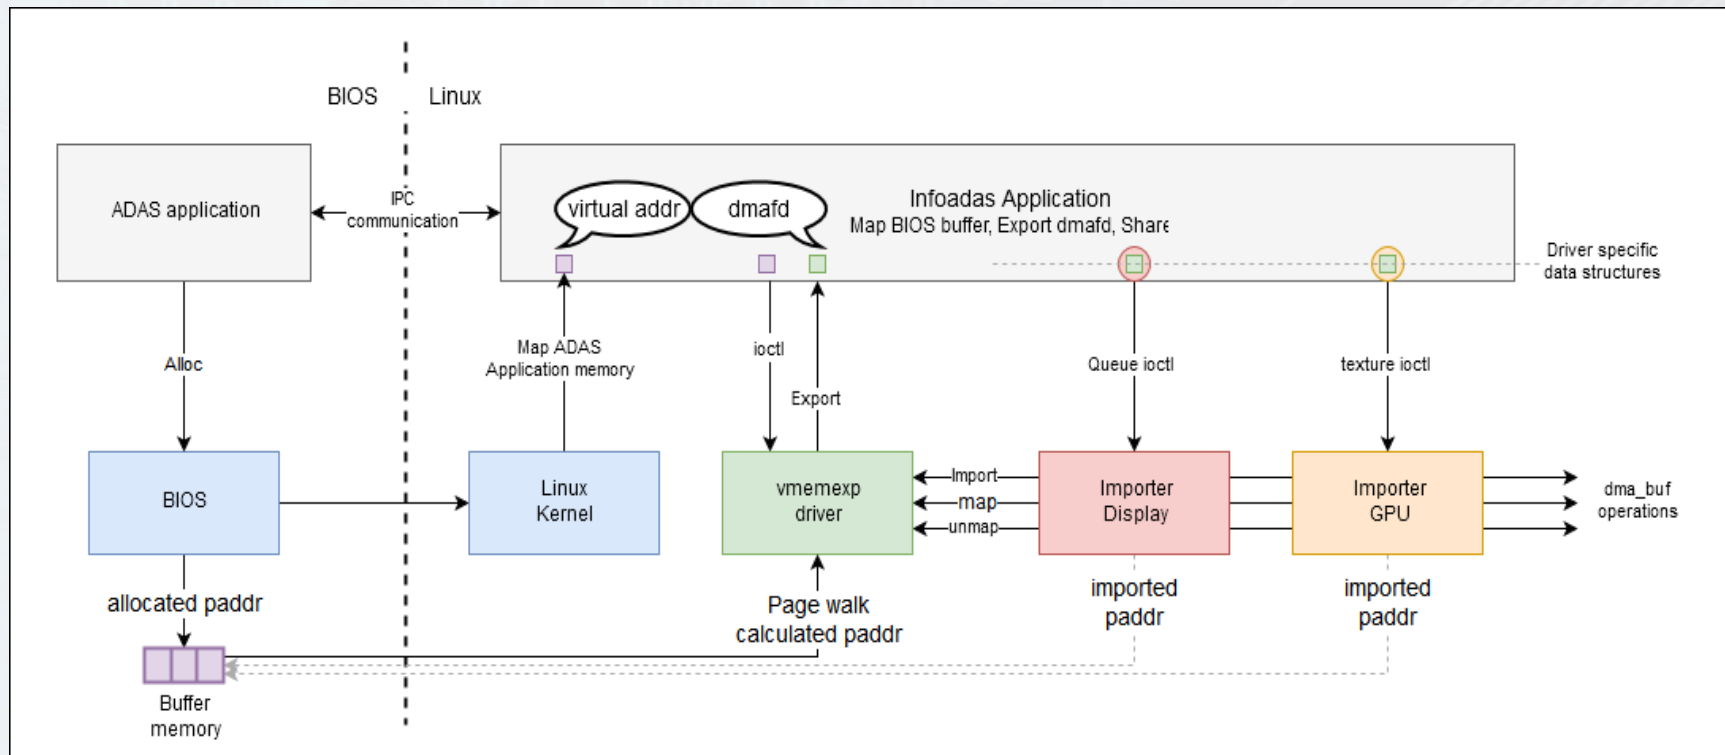 BIOS
Linux
ADAS application
IPC
communication
virtual addr
dmafd
Infoadas Application
Map BIOS buffer, Export dmafd, Share
Driver specific
data structures
Alloc
Map ADAS
Application memory
ioctl
Export
Queue ioctl
texture ioctl
BIOS
Linux
Kernel
vmemexp
driver
Import
map
unmap
Importer
Display
Importer
GPU
dma_buf
operations
allocated paddr
Page walk
calculated paddr
imported
paddr
imported
paddr
Buffer
memory